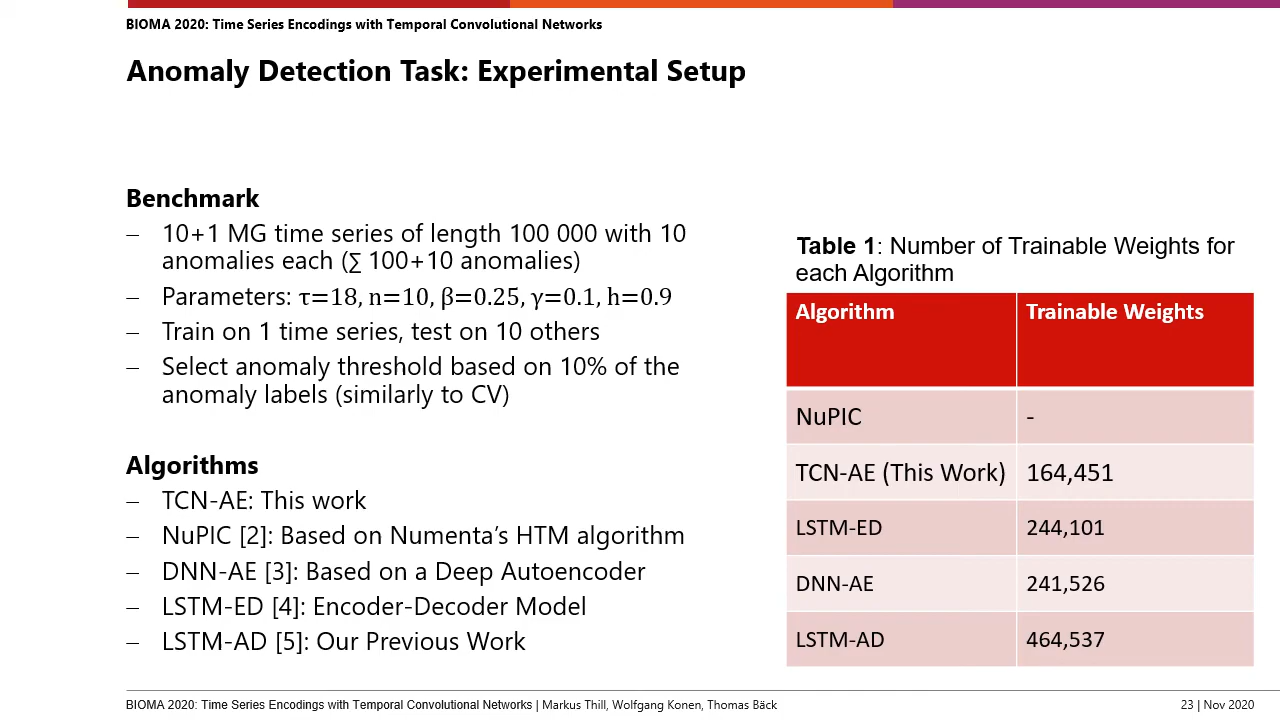 BIOMA 2020: Time Series Encodings with Temporal Convolutional Networks
Anomaly Detection Task: Experimental Setup
Benchmark
– 10+1 MG time series of length 100 000 with 10
anomalies each (∑ 100+10 anomalies)
– Parameters: τ=18, n=10, β=0.25, γ=0.1, h=0.9
– Train on 1 time series, test on 10 others
– Select anomaly threshold based on 10% of the
anomaly labels (similarly to CV)
Algorithms
– TCN-AE: This work
– NuPIC [2]: Based on Numenta’s HTM algorithm
– DNN-AE [3]: Based on a Deep Autoencoder
– LSTM-ED [4]: Encoder-Decoder Model
– LSTM-AD [5]: Our Previous Work
Table 1: Number of Trainable Weights for
each Algorithm
Algorithm Trainable Weights
NuPIC -
TCN-AE (This Work) 164,451
LSTM-ED 244,101
DNN-AE 241,526
LSTM-AD 464,537
BIOMA 2020: Time Series Encodings with Temporal Convolutional Networks | Markus Thill, Wolfgang Konen, Thomas Bäck 23 | Nov 2020